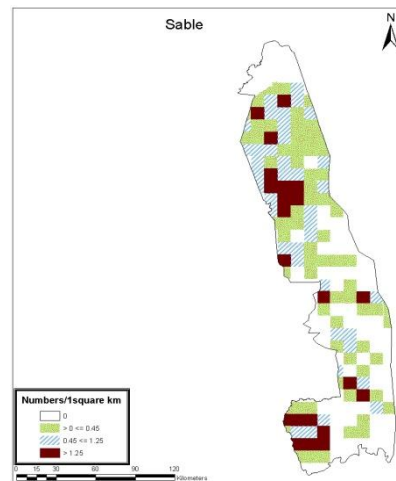 Sable
N
Numbers/1square km
0
> 0 <= 0.45
0.45 <= 1.25
> 1.25
0 15 30 60 90 120
Kilometers